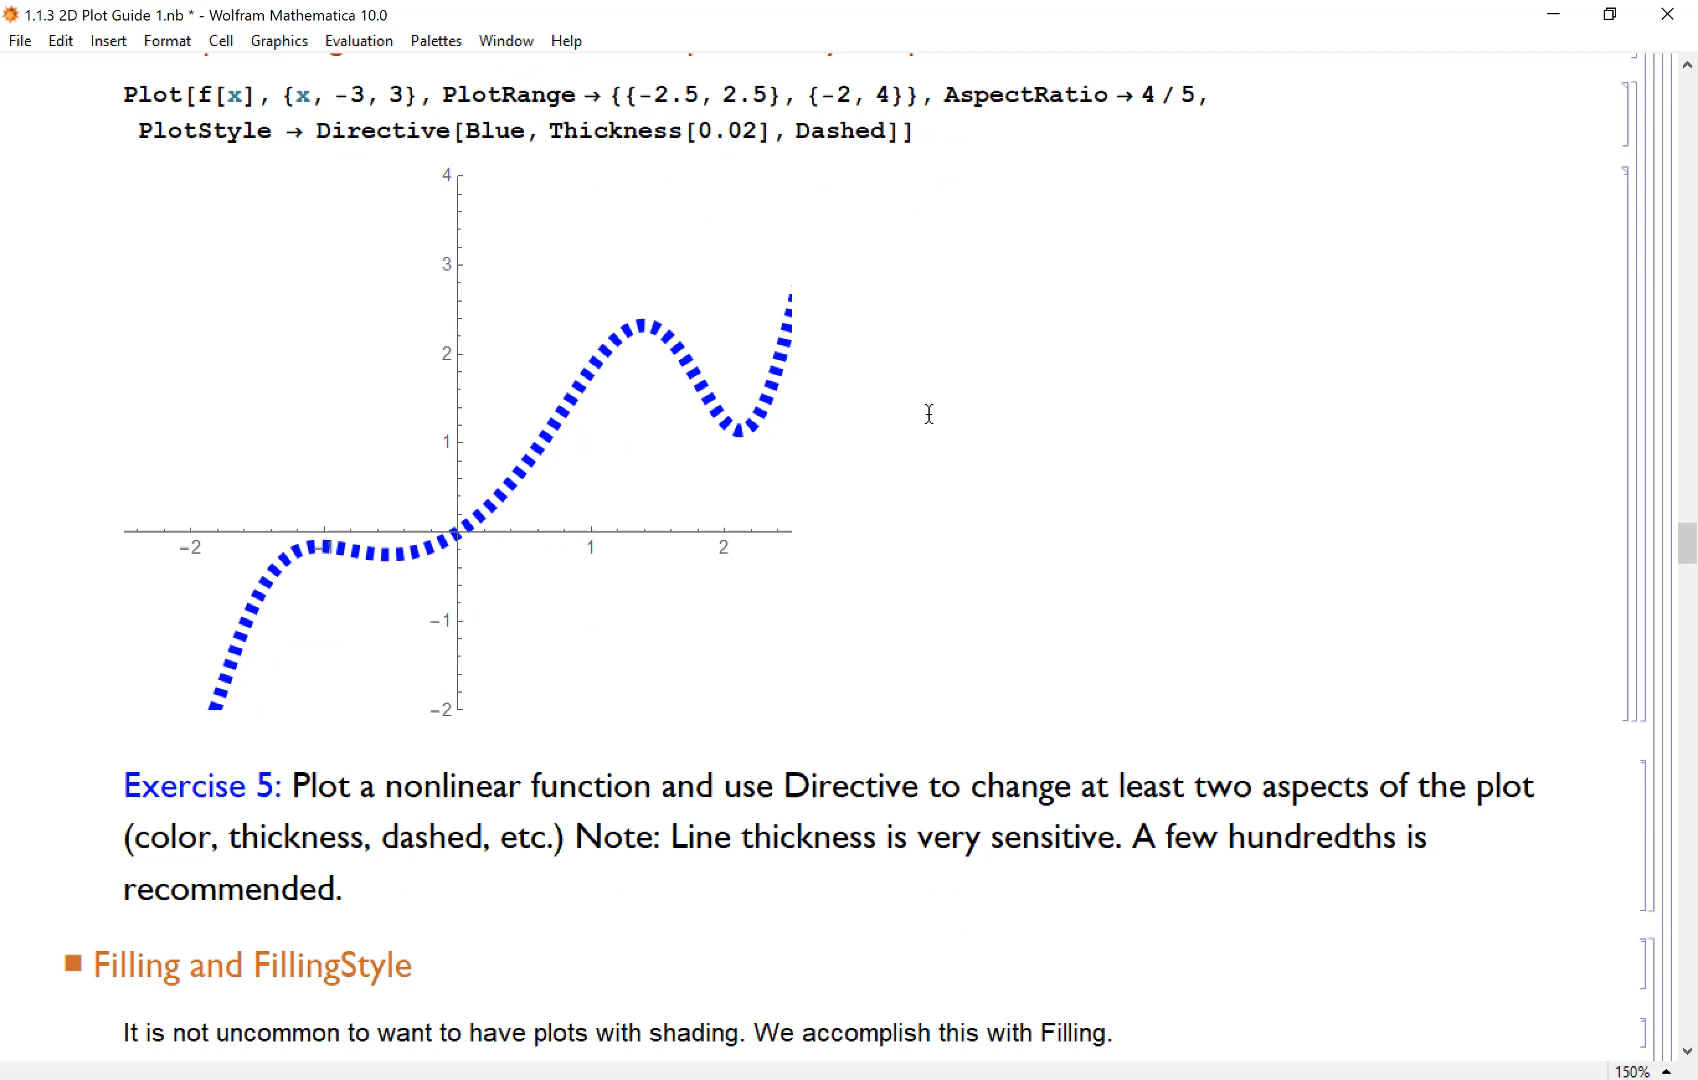 1.1.3 2D Plot Guide 1.nb * - Wolfram Mathematica 10.0
File Edit Insert Format Cell Graphics Evaluation Palettes Window Help
Plot[f[x], {x, -3, 3}, PlotRange → {{-2.5, 2.5}, {-2, 4}}, AspectRatio → 4 / 5,
PlotStyle → Directive[Blue, Thickness[0.02], Dashed]]
4
3
2
1
-2 -1 1 2
-1
-2
Exercise 5: Plot a nonlinear function and use Directive to change at least two aspects of the plot
(color, thickness, dashed, etc.) Note: Line thickness is very sensitive. A few hundredths is
recommended.
Filling and FillingStyle
It is not uncommon to want to have plots with shading. We accomplish this with Filling.
150%